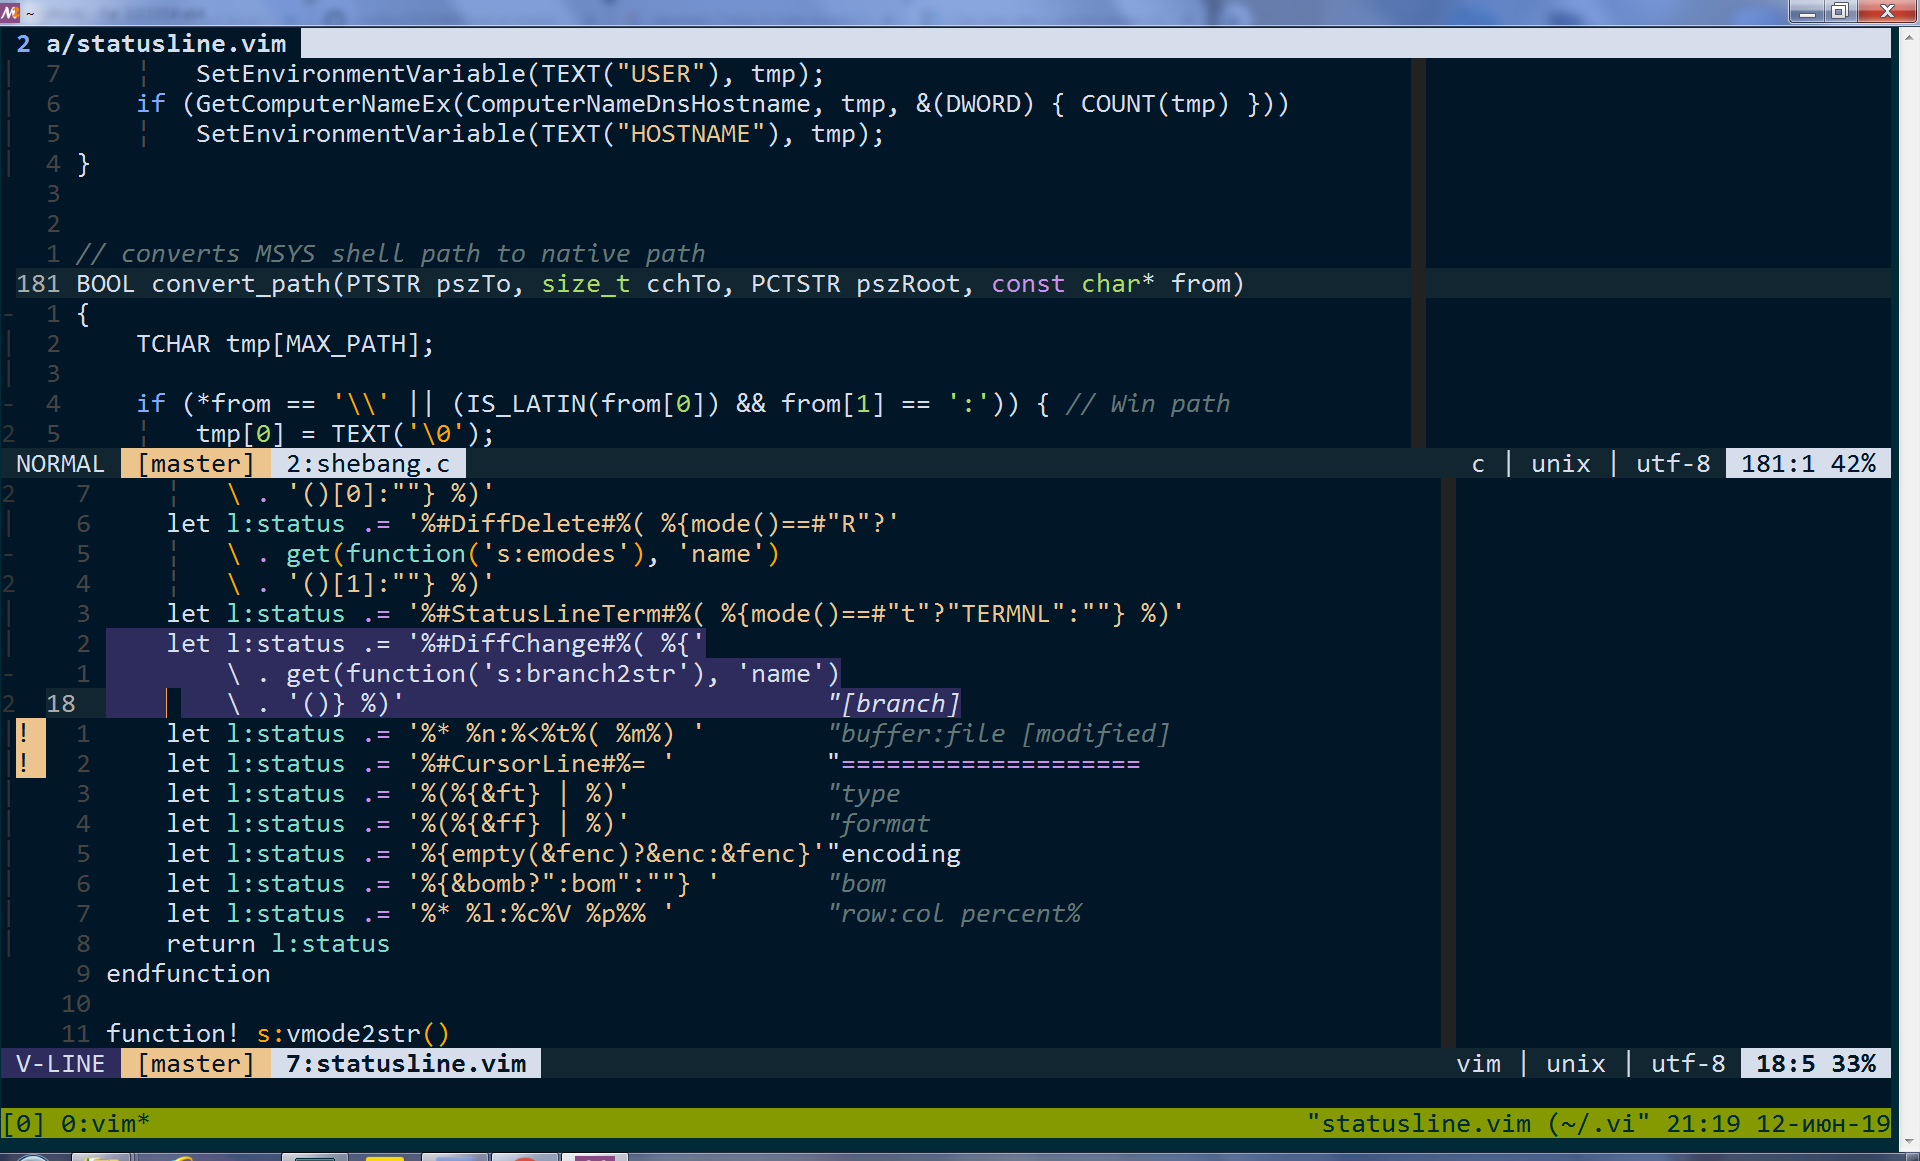 ~
2 a/statusline.vim
7 ¦ SetEnvironmentVariable(TEXT("USER"), tmp);
6 if (GetComputerNameEx(ComputerNameDnsHostname, tmp, &(DWORD) { COUNT(tmp) }))
5 ¦ SetEnvironmentVariable(TEXT("HOSTNAME"), tmp);
4 }
3
2
1 // converts MSYS shell path to native path
181 BOOL convert_path(PTSTR pszTo, size_t cchTo, PCTSTR pszRoot, const char* from)
- 1 {
2 TCHAR tmp[MAX_PATH];
3
- 4 if (*from == '\\' || (IS_LATIN(from[0]) && from[1] == ':')) { // Win path
2 5 ¦ tmp[0] = TEXT('\0');
NORMAL [master] 2:shebang.c c | unix | utf-8 181:1 42%
2 7 ¦ \ . '()[0]:""} %)'
6 let l:status .= '%#DiffDelete#%( %{mode()==#"R"?'
- 5 ¦ \ . get(function('s:emodes'), 'name')
2 4 ¦ \ . '()[1]:""} %)'
3 let l:status .= '%#StatusLineTerm#%( %{mode()==#"t"?"TERMNL":""} %)'
2 let l:status .= '%#DiffChange#%( %{'
- 1 \ . get(function('s:branch2str'), 'name')
2 18 \ . '()} %)' "[branch]
! 1 let l:status .= '%* %n:%<%t%( %m%) ' "buffer:file [modified]
! 2 let l:status .= '%#CursorLine#%= ' "====================
3 let l:status .= '%(%{&ft} | %)' "type
4 let l:status .= '%(%{&ff} | %)' "format
5 let l:status .= '%{empty(&fenc)?&enc:&fenc}'"encoding
6 let l:status .= '%{&bomb?":bom":""} ' "bom
7 let l:status .= '%* %l:%c%V %p%% ' "row:col percent%
8 return l:status
9 endfunction
10
11 function! s:vmode2str()
V-LINE [master] 7:statusline.vim vim | unix | utf-8 18:5 33%
[0] 0:vim* "statusline.vim (~/.vi" 21:19 12-июн-19